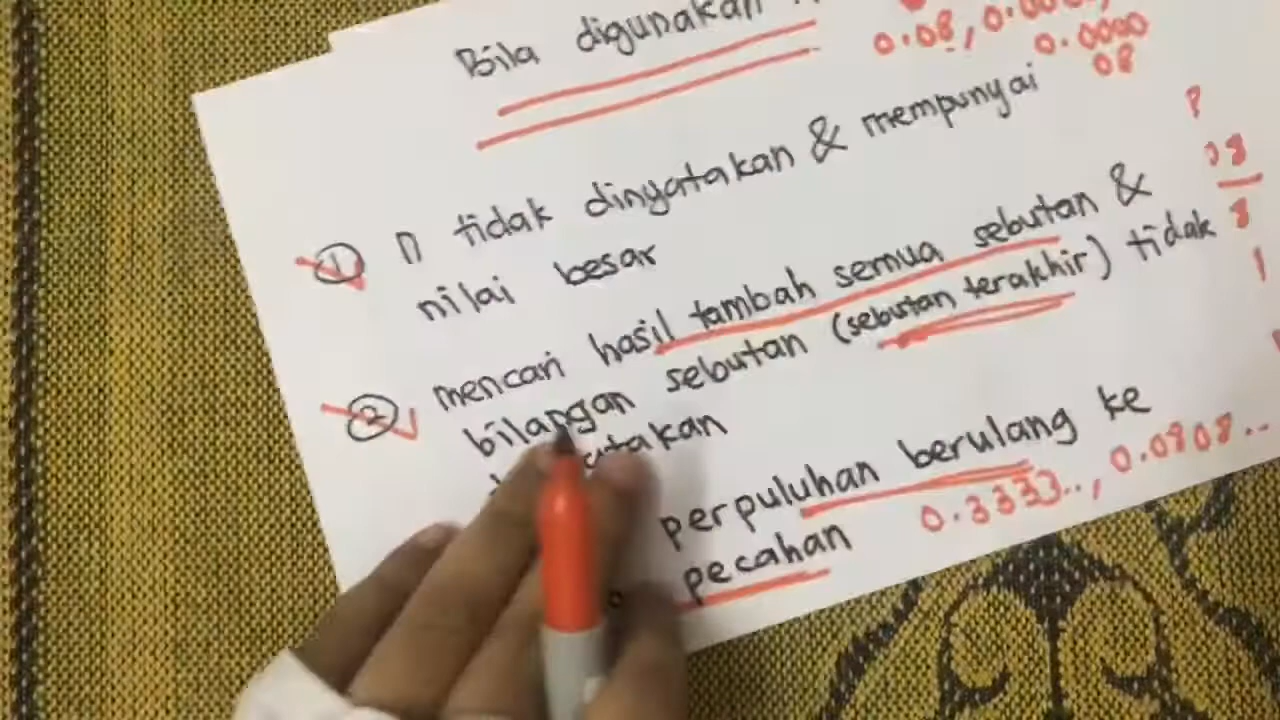 Bila digunakan
0.08,
0.0000
08
① n tidak dinyatakan & mempunyai
nilai besar
② mencari hasil tambah semua sebutan &
bilangan sebutan (sebutan terakhir) tidak
perpuluhan berulang ke
pecahan
0.3333.., 0.0808..